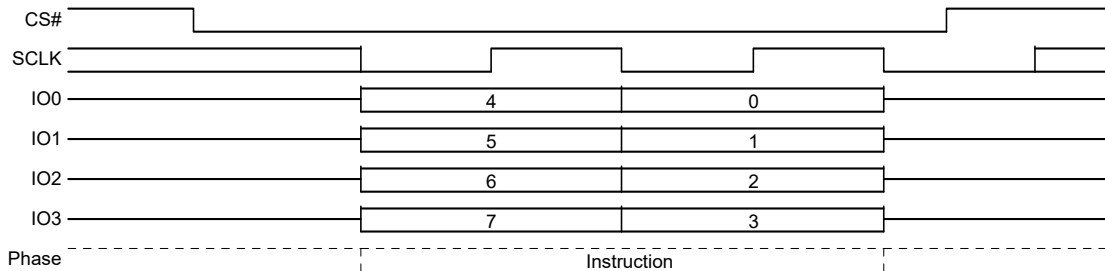 CS#
SCLK
IO0 4 0
IO1 5 1
IO2 6 2
IO3 7 3
Phase Instruction